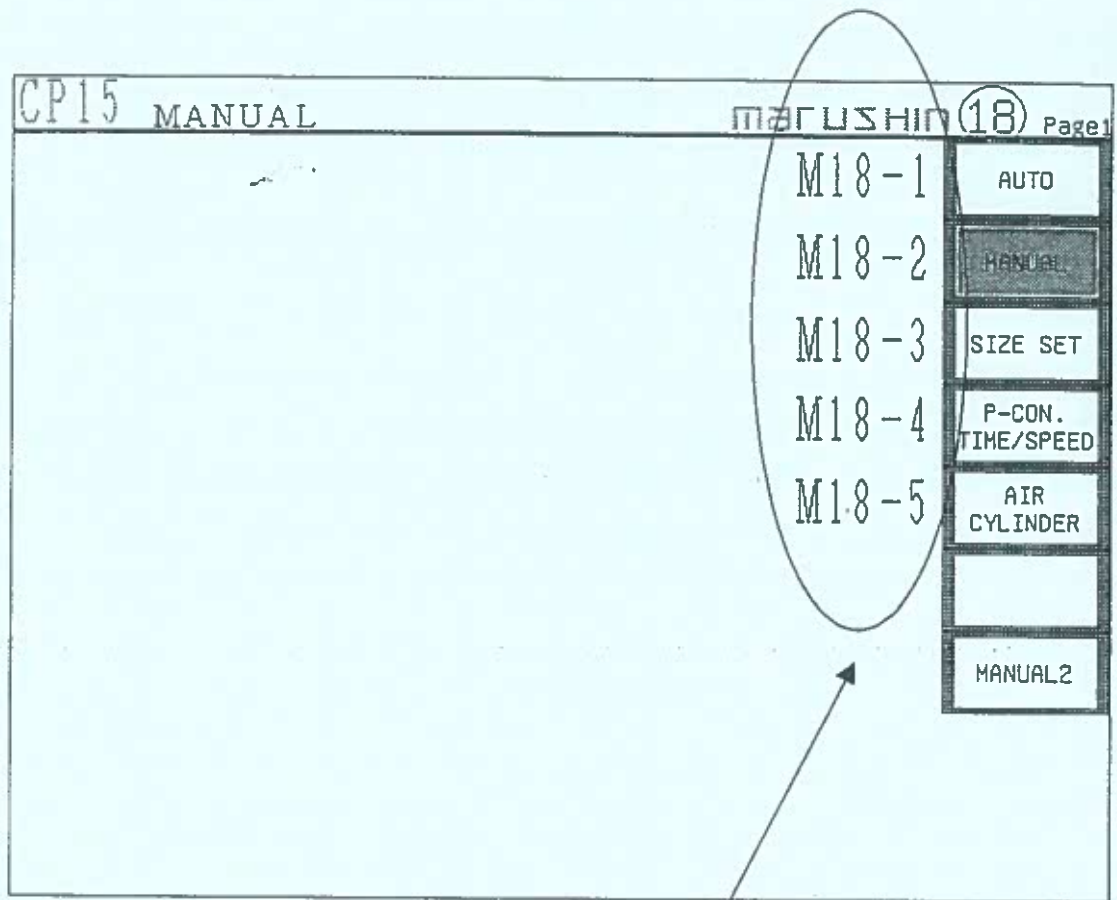 CP15 MANUAL marushin 18 Page1
M18-1 AUTO
M18-2 MANUAL
M18-3 SIZE SET
M18-4 P-CON.
TIME/SPEED
M18-5 AIR
CYLINDER
MANUAL2